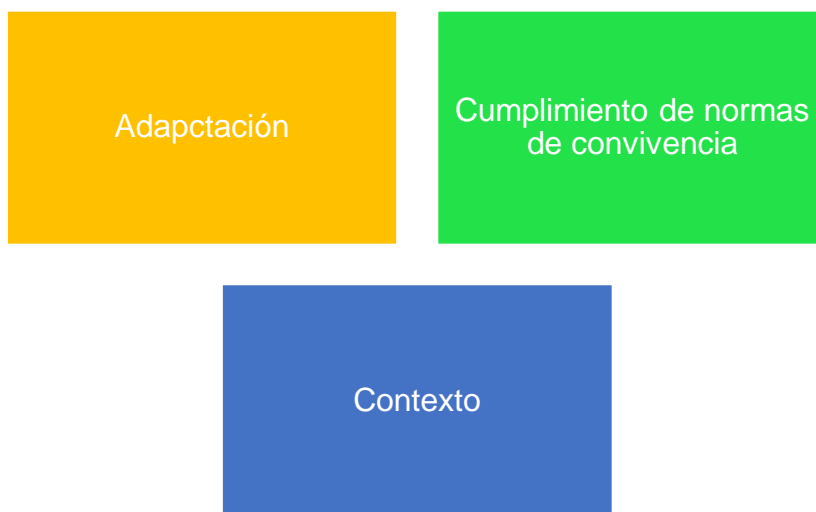 Adapctación
Cumplimiento de normas
de convivencia
Contexto